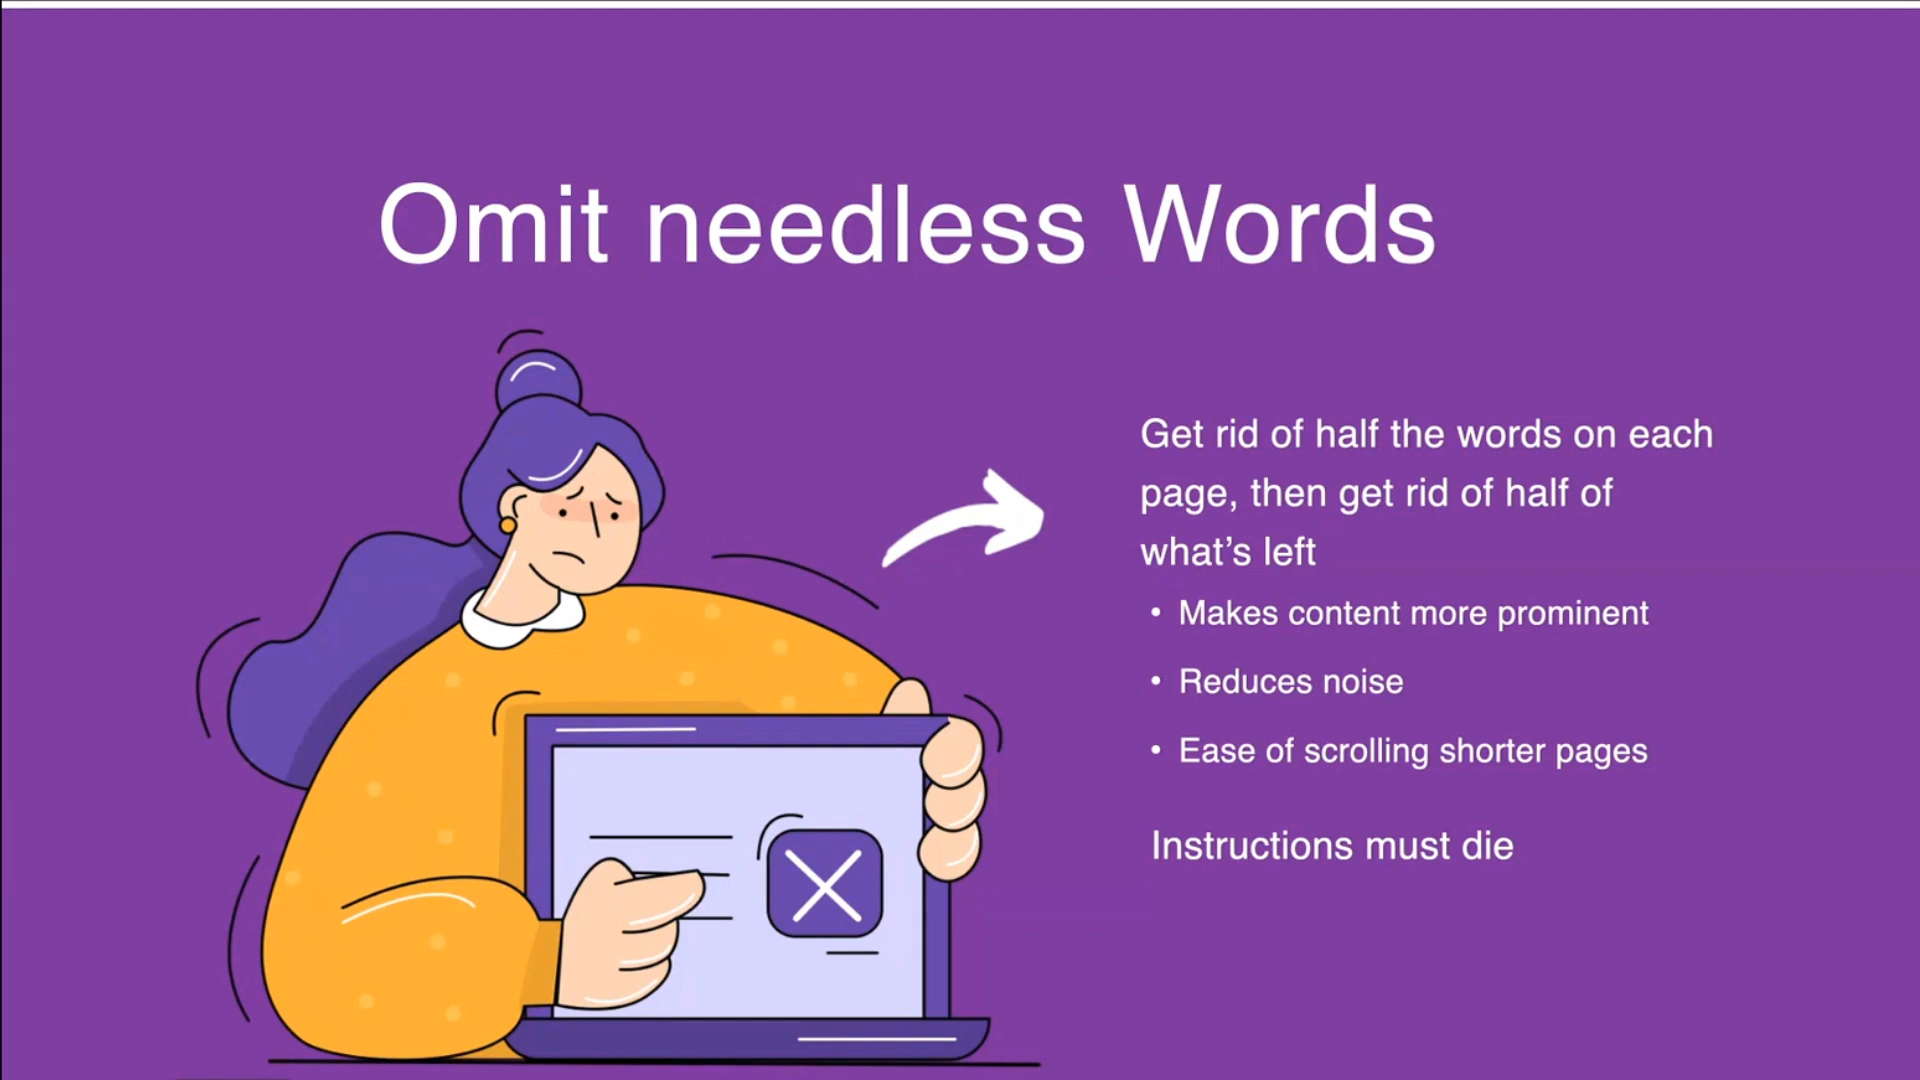 Omit needless Words
Get rid of half the words on each
page, then get rid of half of
what’s left
• Makes content more prominent
• Reduces noise
• Ease of scrolling shorter pages
Instructions must die